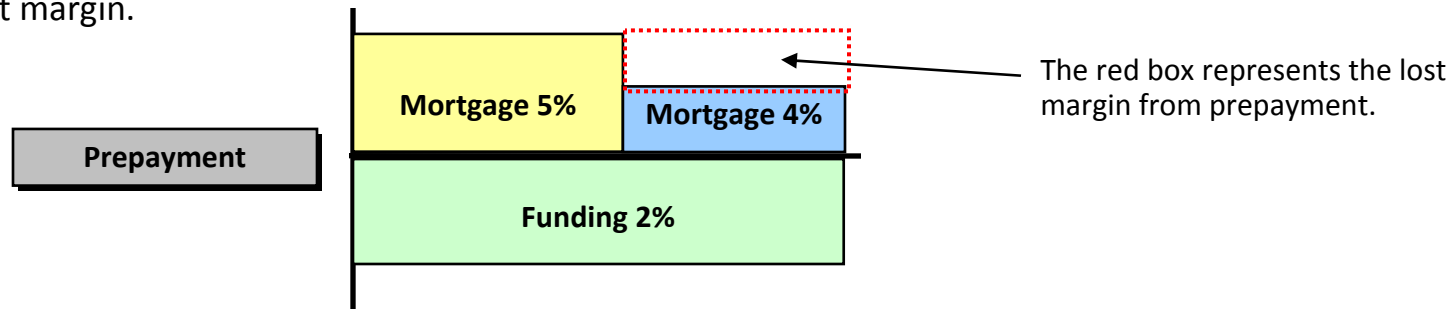 t margin.
Mortgage 5%
Mortgage 4%
The red box represents the lost
margin from prepayment.
Prepayment
Funding 2%